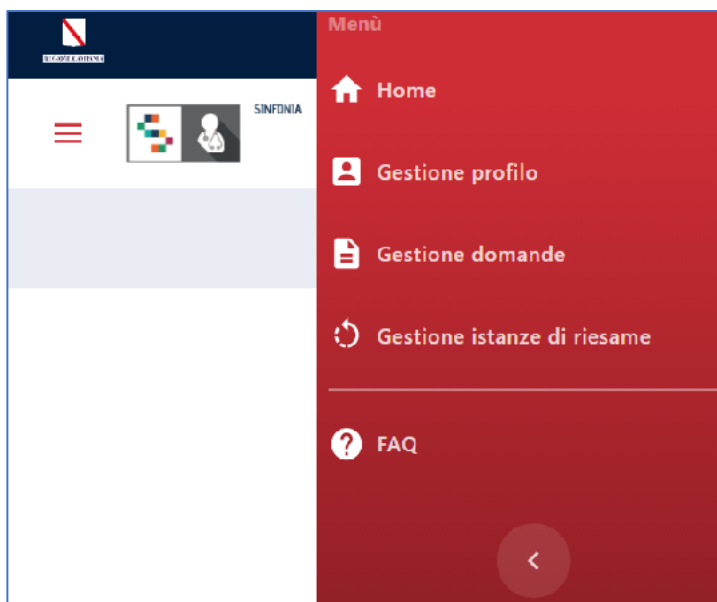 Menù
SINFONIA
Home
Gestione profilo
Gestione domande
Gestione istanze di riesame
FAQ